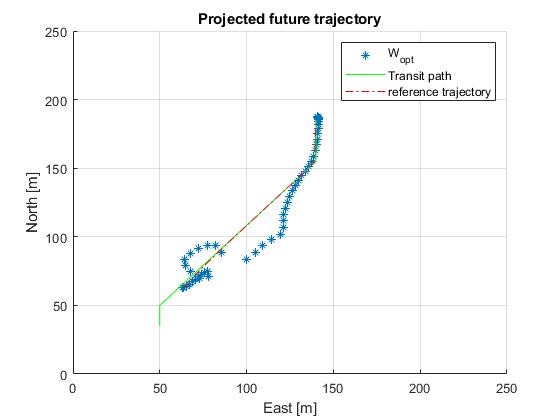 Projected future trajectory
250
200
150
100
50
0
North [m]
W_opt
Transit path
reference trajectory
0 50 100 150 200 250
East [m]